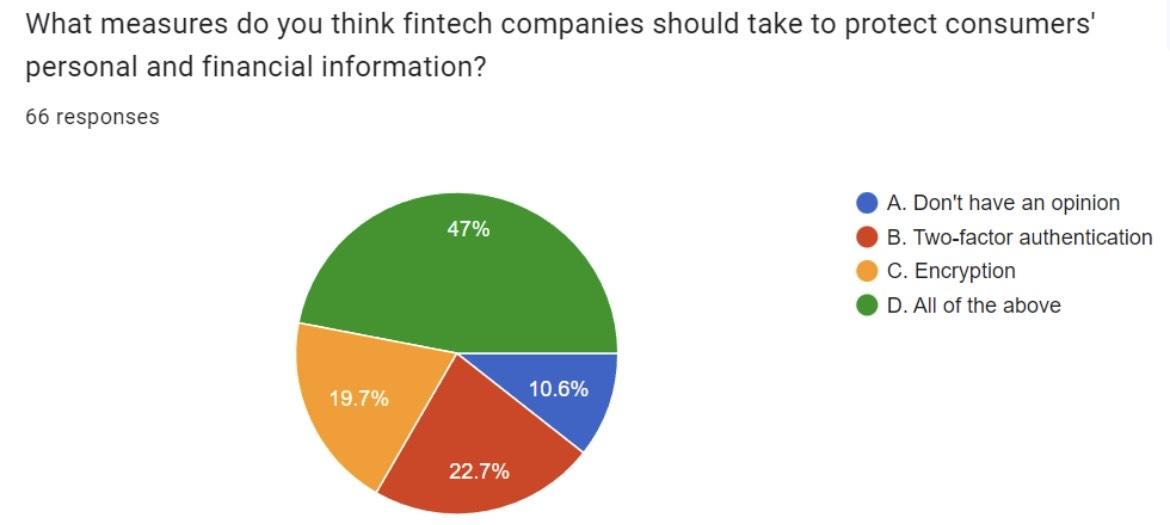 What measures do you think fintech companies should take to protect consumers'
personal and financial information?
66 responses
47%
10.6%
19.7%
22.7%
A. Don't have an opinion
B. Two-factor authentication
C. Encryption
D. All of the above